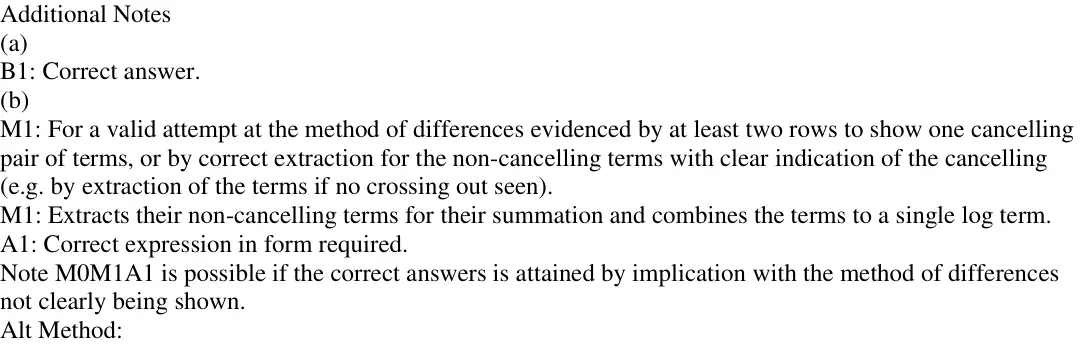 Additional Notes
(a)
B1: Correct answer.
(b)
M1: For a valid attempt at the method of differences evidenced by at least two rows to show one cancelling
pair of terms, or by correct extraction for the non-cancelling terms with clear indication of the cancelling
(e.g. by extraction of the terms if no crossing out seen).
M1: Extracts their non-cancelling terms for their summation and combines the terms to a single log term.
A1: Correct expression in form required.
Note M0M1A1 is possible if the correct answers is attained by implication with the method of differences
not clearly being shown.
Alt Method: